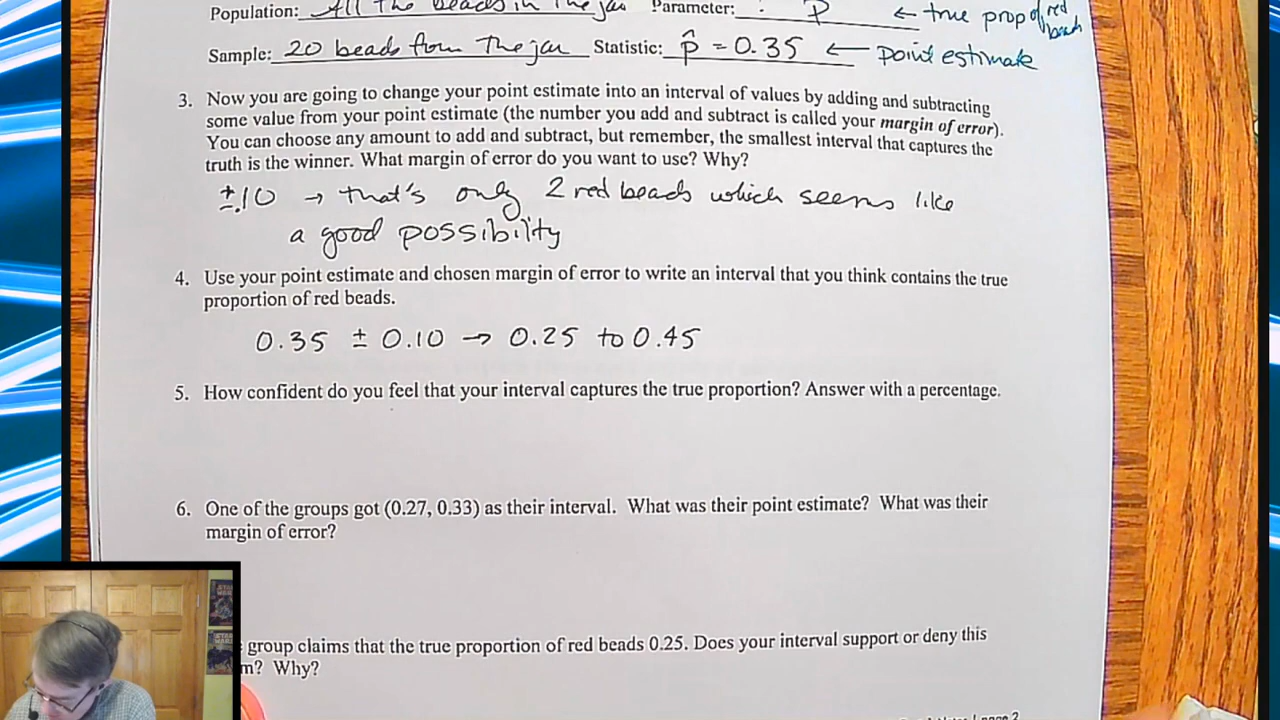 Population: All the beads in the jar Parameter: P ← true prop of red beads
Sample: 20 beads from the jar Statistic: p̂ = 0.35 ← point estimate
3. Now you are going to change your point estimate into an interval of values by adding and subtracting
some value from your point estimate (the number you add and subtract is called your margin of error).
You can choose any amount to add and subtract, but remember, the smallest interval that captures the
truth is the winner. What margin of error do you want to use? Why?
±.10 → that's only 2 red beads which seems like
a good possibility
4. Use your point estimate and chosen margin of error to write an interval that you think contains the true
proportion of red beads.
0.35 ± 0.10 → 0.25 to 0.45
5. How confident do you feel that your interval captures the true proportion? Answer with a percentage.
6. One of the groups got (0.27, 0.33) as their interval. What was their point estimate? What was their
margin of error?
group claims that the true proportion of red beads 0.25. Does your interval support or deny this
m? Why?